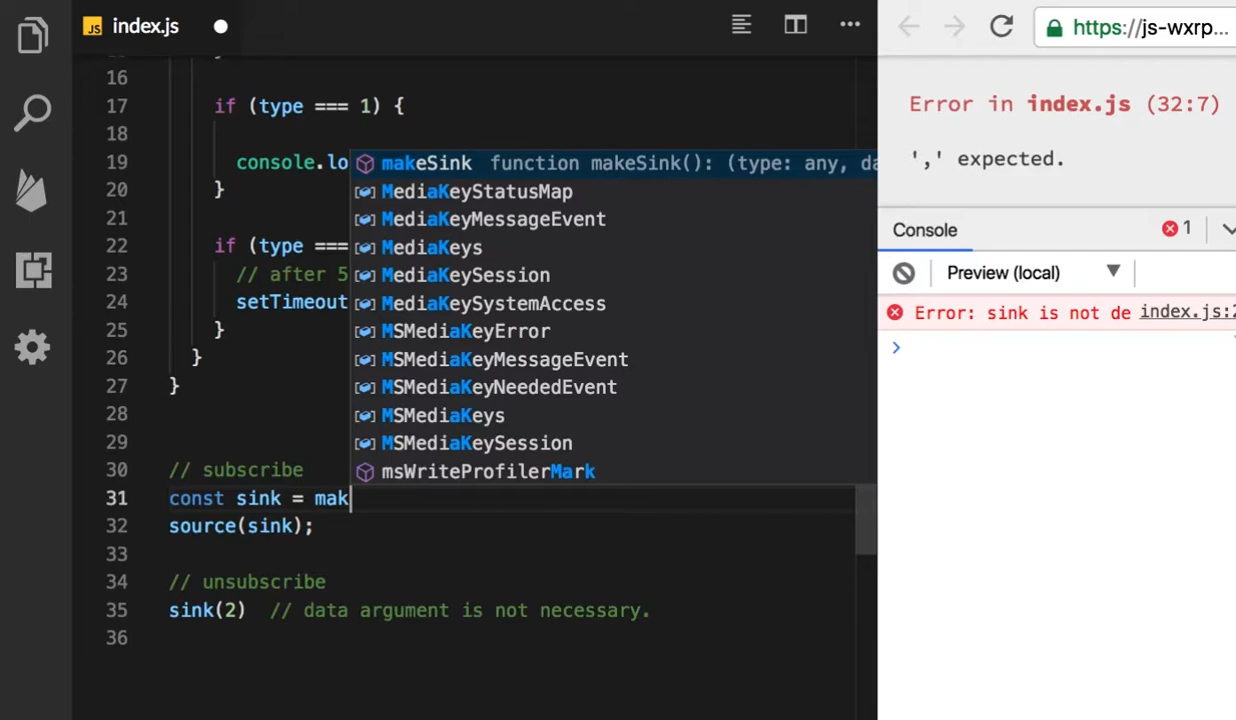 JS index.js
https://js-wxrp...
16
17 if (type === 1) {
18
19 console.lo
20 }
21
22 if (type ===
23 // after 5
24 setTimeout
25 }
26 }
27 }
28
29
30 // subscribe
31 const sink = mak
32 source(sink);
33
34 // unsubscribe
35 sink(2) // data argument is not necessary.
36
makeSink function makeSink(): (type: any, da
MediaKeyStatusMap
MediaKeyMessageEvent
MediaKeys
MediaKeySession
MediaKeySystemAccess
MSMediaKeyError
MSMediaKeyMessageEvent
MSMediaKeyNeededEvent
MSMediaKeys
MSMediaKeySession
msWriteProfilerMark
Error in index.js (32:7)
',' expected.
Console 1
Preview (local)
Error: sink is not de index.js:2